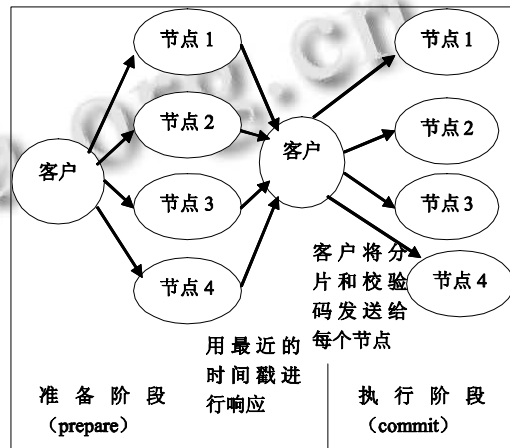 节点 1
节点 2
节点 3
节点 4
客户
客户
节点 1
节点 2
节点 3
节点 4
客户将分
片和校验
码发送给
每个节点
用最近的
时间戳进
行响应
准备阶段
（prepare）
执行阶段
（commit）